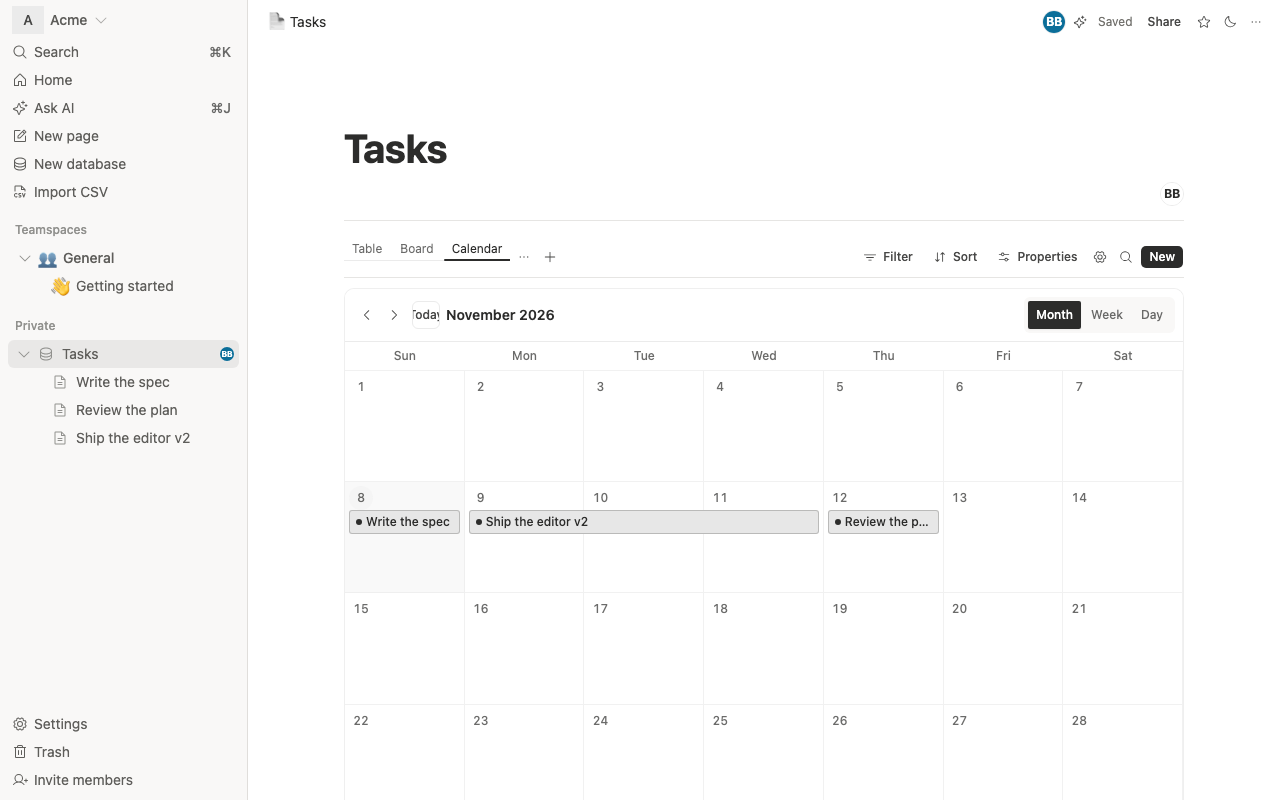 A Acme
Search ⌘K
Home
Ask AI ⌘J
New page
New database
Import CSV
Teamspaces
General
Getting started
Private
Tasks BB
Write the spec
Review the plan
Ship the editor v2
Settings
Trash
Invite members
Tasks
BB Saved Share
Tasks
BB
Table Board Calendar
Filter Sort Properties New
Today November 2026 Month Week Day
Sun Mon Tue Wed Thu Fri Sat
1 2 3 4 5 6 7
8 9 10 11 12 13 14
Write the spec Ship the editor v2 Review the p...
15 16 17 18 19 20 21
22 23 24 25 26 27 28